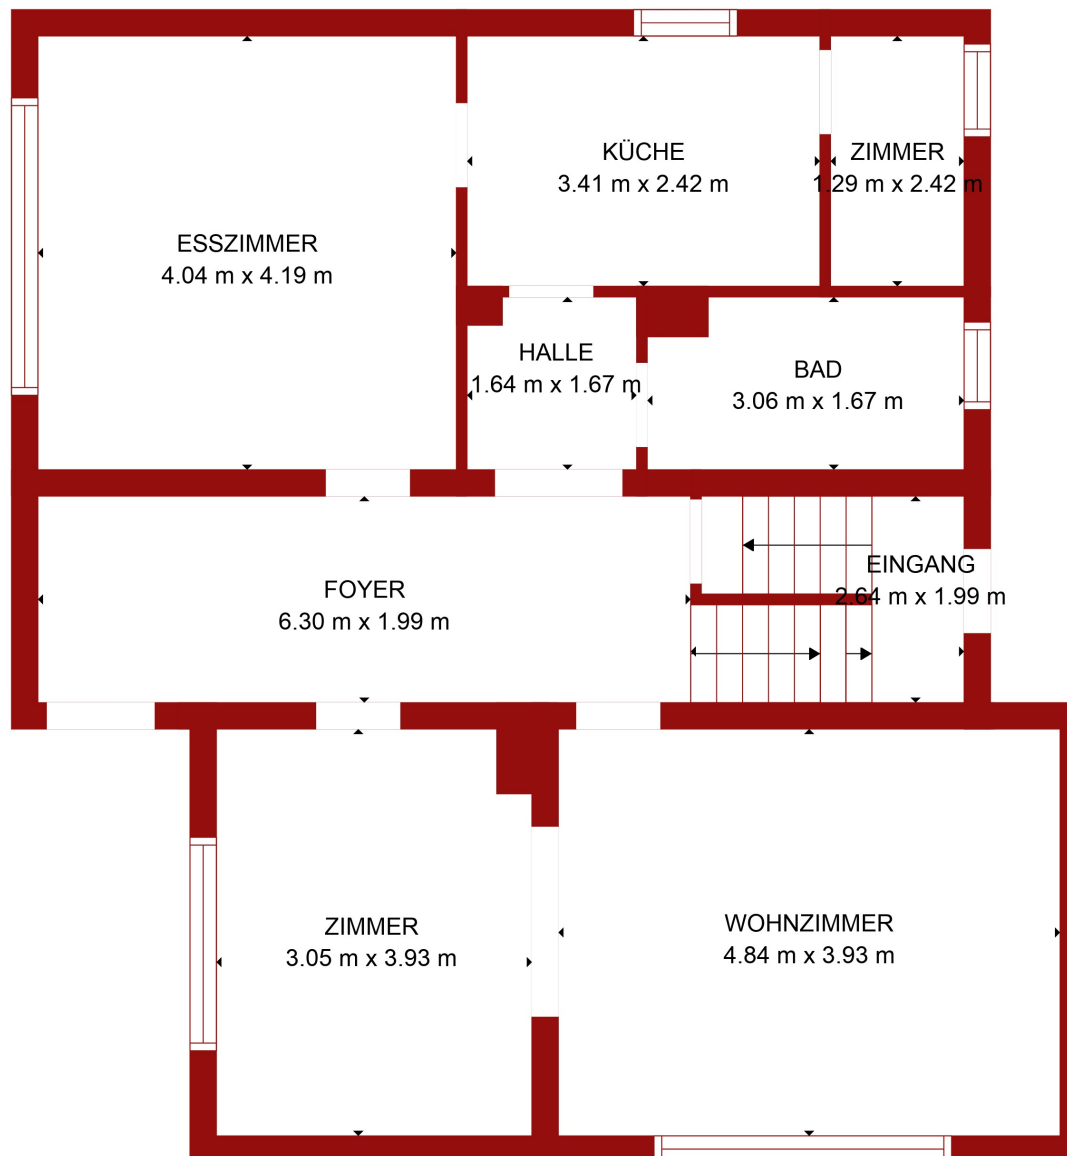 KÜCHE
3.41 m x 2.42 m
ZIMMER
1.29 m x 2.42 m
ESSZIMMER
4.04 m x 4.19 m
HALLE
1.64 m x 1.67 m
BAD
3.06 m x 1.67 m
EINGANG
2.64 m x 1.99 m
FOYER
6.30 m x 1.99 m
ZIMMER
3.05 m x 3.93 m
WOHNZIMMER
4.84 m x 3.93 m